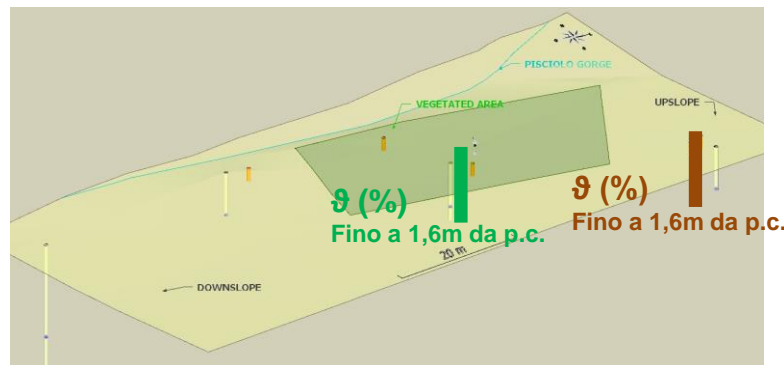 PISCIOLO GORGE
VEGETATED AREA
UPSLOPE
ϑ (%)
Fino a 1,6m da p.c.
ϑ (%)
Fino a 1,6m da p.c.
20 m
DOWNSLOPE